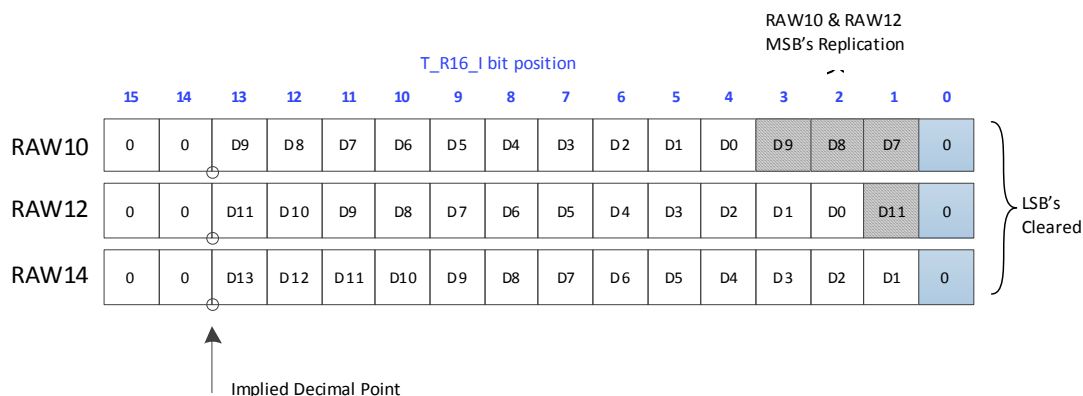 RAW10 & RAW12
MSB's Replication
T_R16_I bit position
15 14 13 12 11 10 9 8 7 6 5 4 3 2 1 0
RAW10 0 0 D9 D8 D7 D6 D5 D4 D3 D2 D1 D0 D9 D8 D7 0
RAW12 0 0 D11 D10 D9 D8 D7 D6 D5 D4 D3 D2 D1 D0 D11 0
LSB's
Cleared
RAW14 0 0 D13 D12 D11 D10 D9 D8 D7 D6 D5 D4 D3 D2 D1 0
Implied Decimal Point